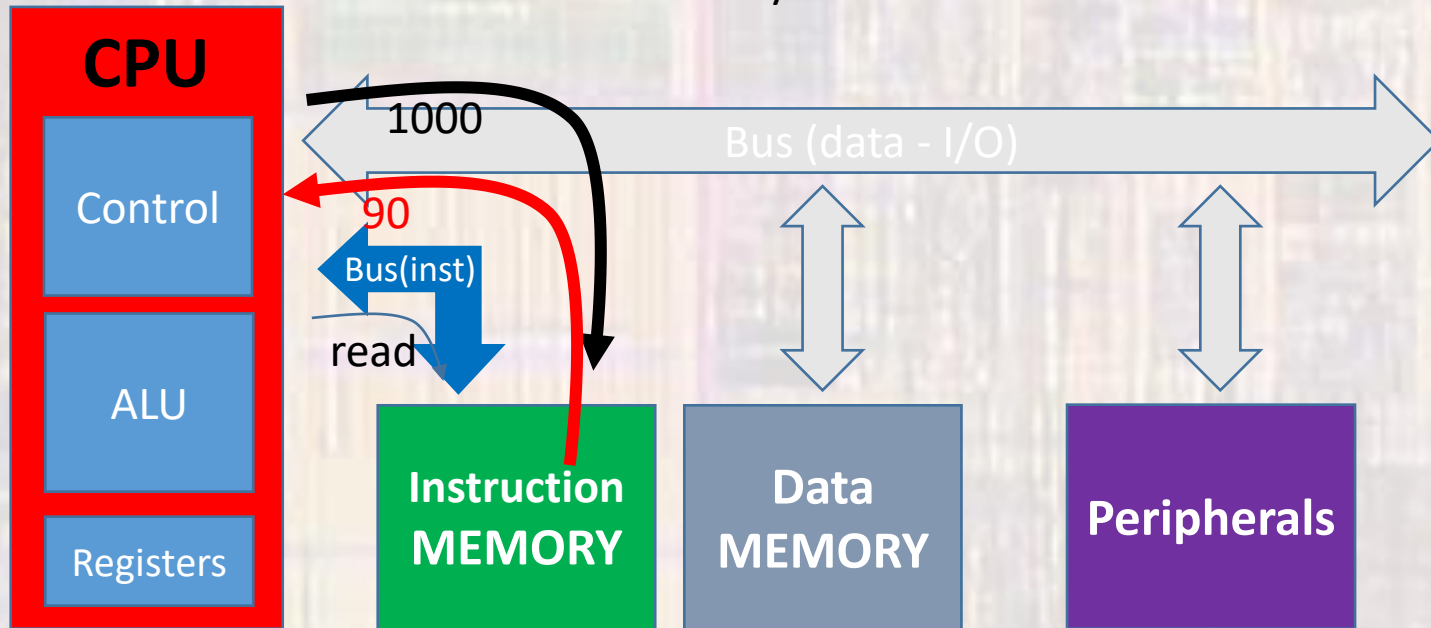 CPU
1000
Bus (data - I/O)
Control
90
Bus(inst)
read
ALU
Instruction
MEMORY
Data
MEMORY
Peripherals
Registers